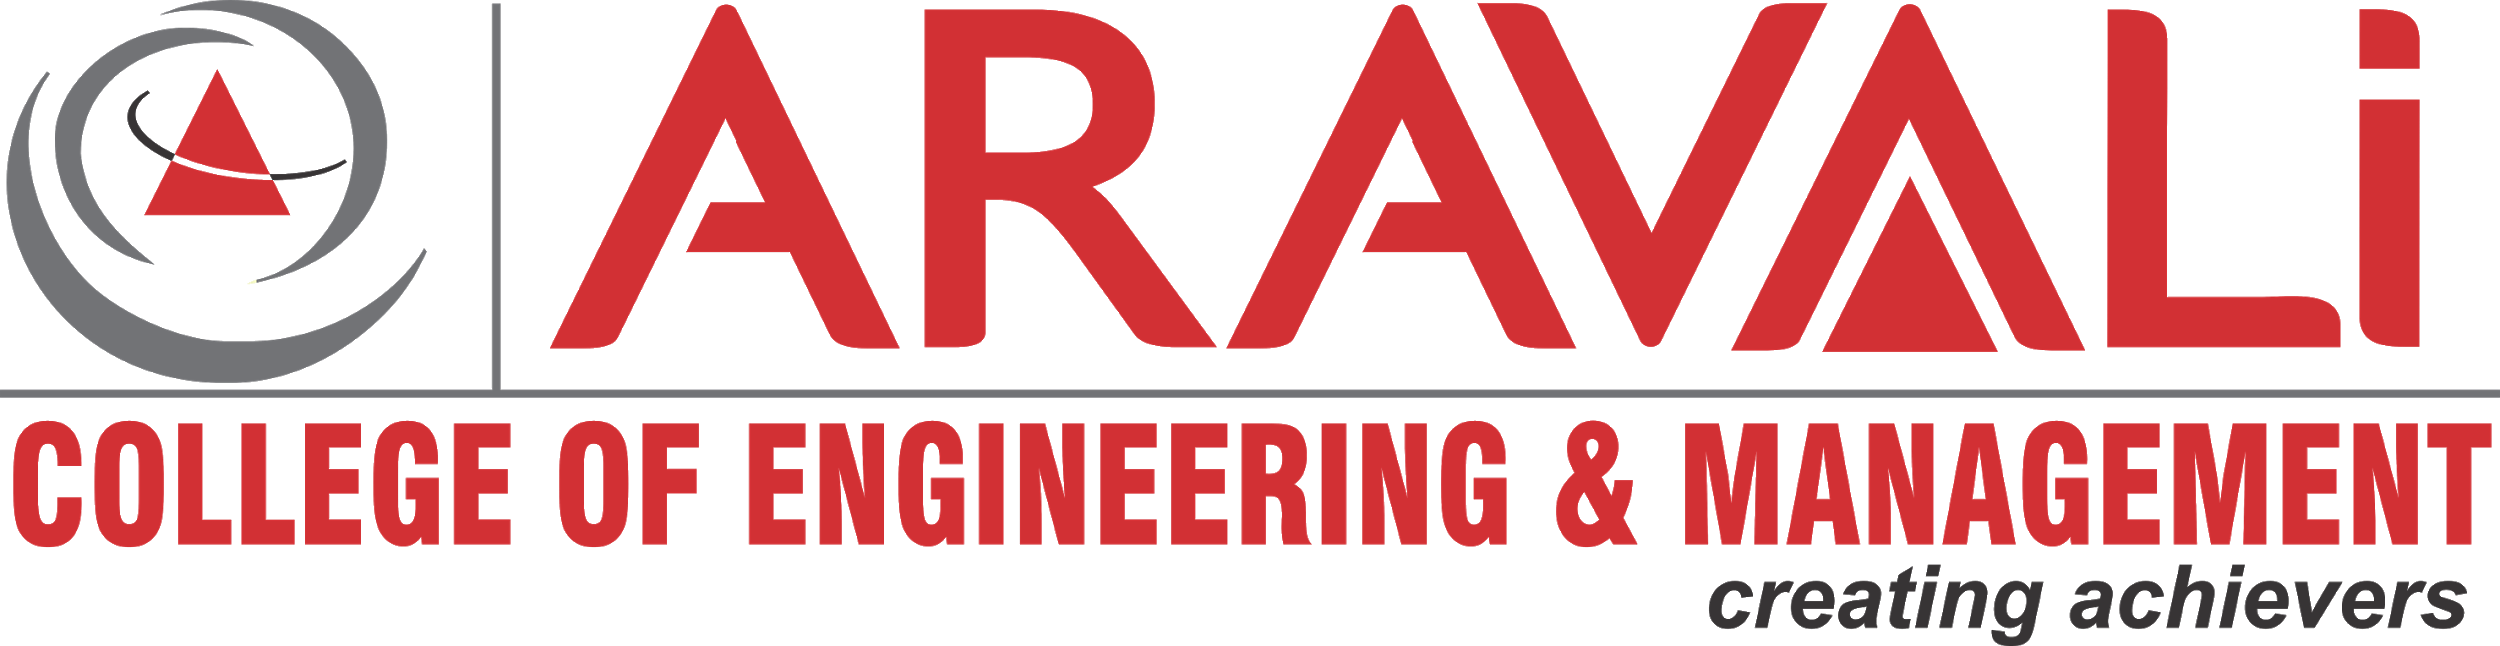 ARAVALi
COLLEGE OF ENGINEERING & MANAGEMENT
creating achievers